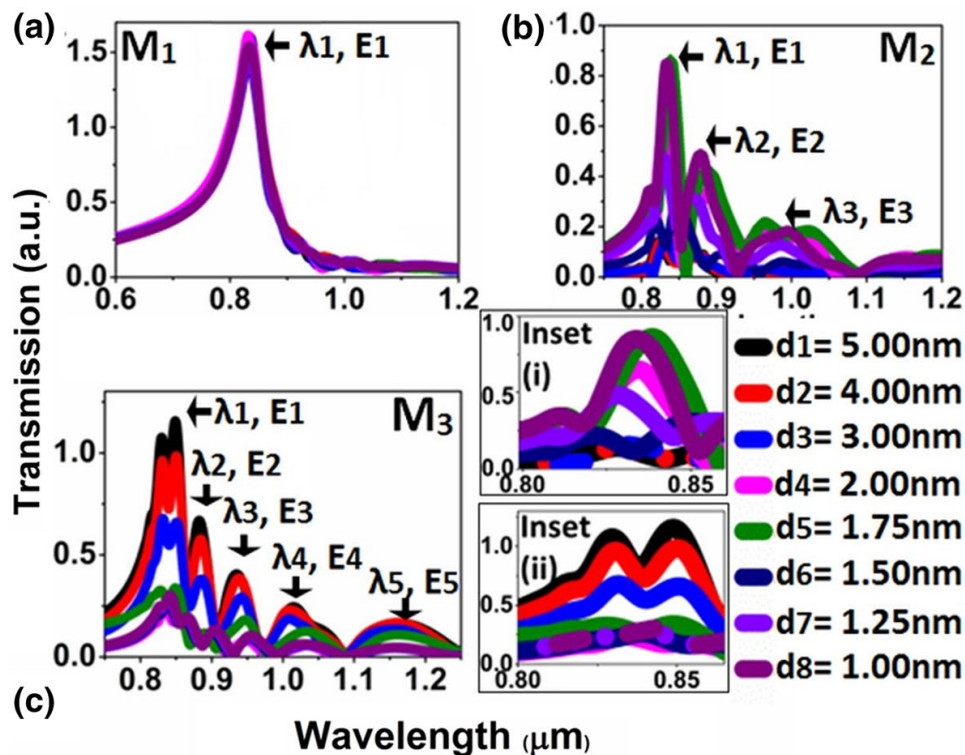 (a)
M1
λ1, E1
1.5
1.0
0.5
0.0
0.6 0.8 1.0 1.2
(b)
M2
λ1, E1
λ2, E2
λ3, E3
1.0
0.8
0.6
0.4
0.2
0.0
0.8 0.9 1.0 1.1 1.2
Transmission (a.u.)
M3
λ1, E1
λ2, E2
λ3, E3
λ4, E4
λ5, E5
1.0
0.5
0.0
0.8 0.9 1.0 1.1 1.2
(c)
Inset
(i)
1.0
0.5
0.0
0.80 0.85
Inset
(ii)
1.0
0.5
0.0
0.80 0.85
d1= 5.00nm
d2= 4.00nm
d3= 3.00nm
d4= 2.00nm
d5= 1.75nm
d6= 1.50nm
d7= 1.25nm
d8= 1.00nm
Wavelength (μm)